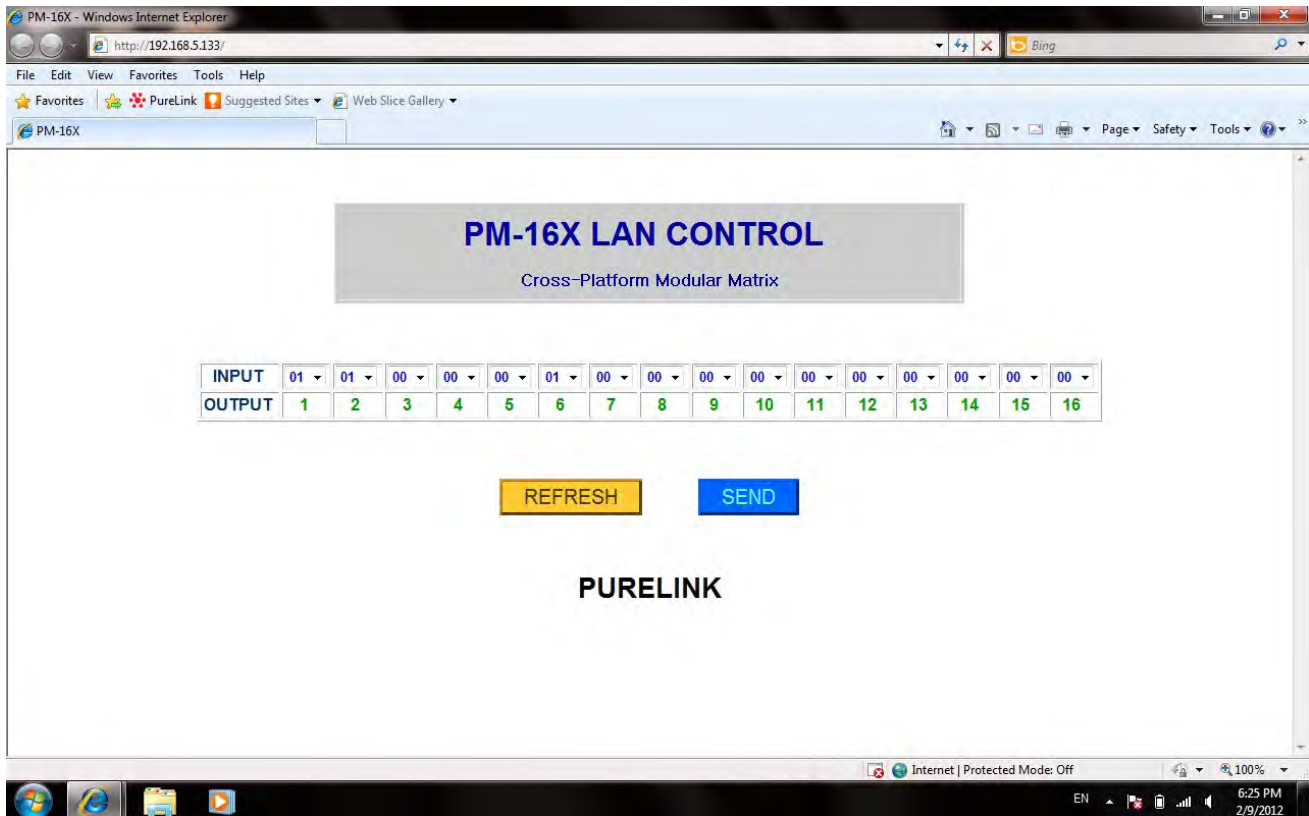 PM-16X - Windows Internet Explorer
http://192.168.5.133/
Bing
File Edit View Favorites Tools Help
Favorites PureLink Suggested Sites Web Slice Gallery
PM-16X
Page Safety Tools
PM-16X LAN CONTROL
Cross-Platform Modular Matrix
INPUT 01 01 00 00 00 01 00 00 00 00 00 00 00 00 00 00
OUTPUT 1 2 3 4 5 6 7 8 9 10 11 12 13 14 15 16
REFRESH SEND
PURELINK
Internet | Protected Mode: Off
100%
EN
6:25 PM
2/9/2012